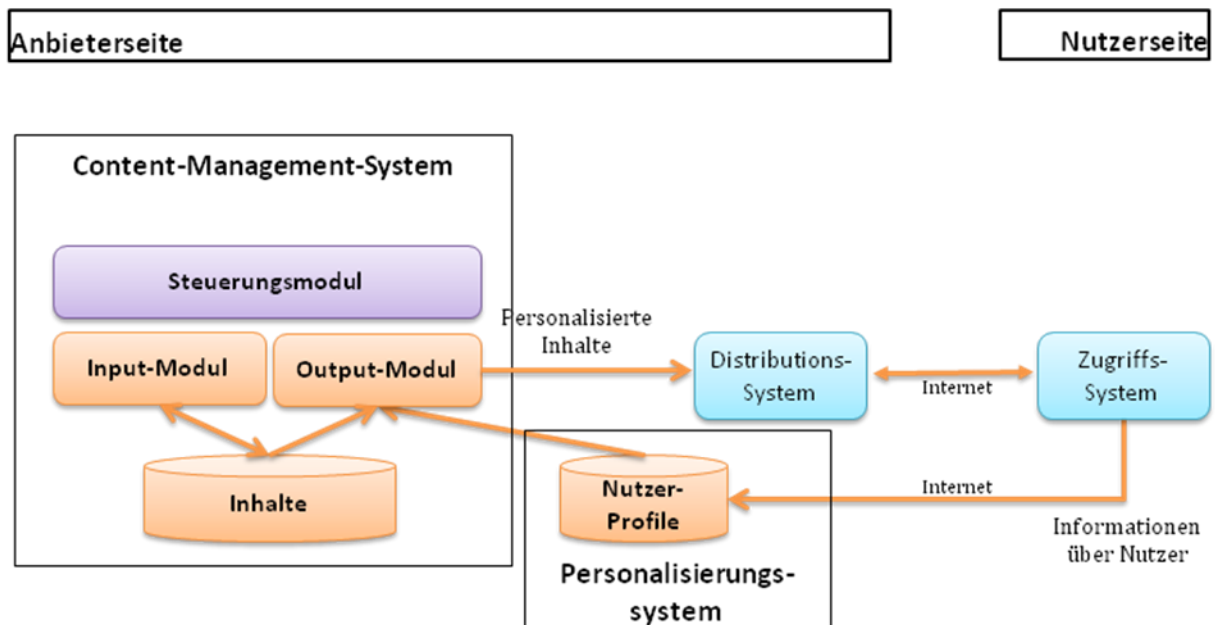 Anbieterseite
Nutzerseite
Content-Management-System
Steuerungsmodul
Input-Modul
Output-Modul
Inhalte
Personalisierte
Inhalte
Distributions-
System
Internet
Zugriffs-
System
Nutzer-
Profile
Internet
Informationen
über Nutzer
Personalisierungs-
system